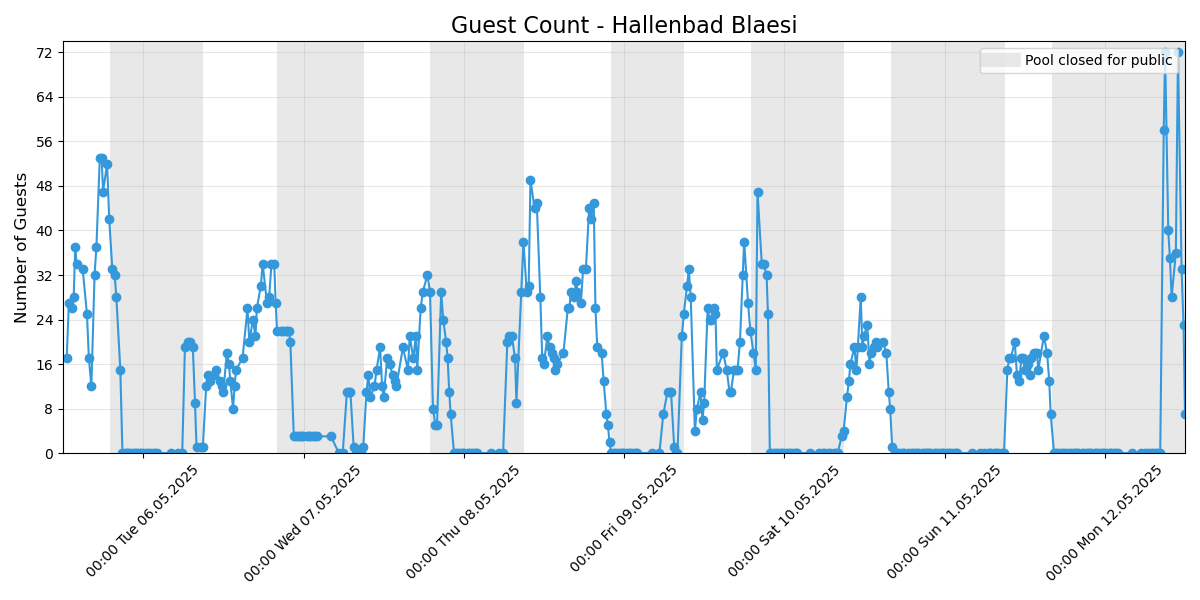 Guest Count - Hallenbad Blaesi
Number of Guests
72
64
56
48
40
32
24
16
8
0
Pool closed for public
00:00 Tue 06.05.2025
00:00 Wed 07.05.2025
00:00 Thu 08.05.2025
00:00 Fri 09.05.2025
00:00 Sat 10.05.2025
00:00 Sun 11.05.2025
00:00 Mon 12.05.2025